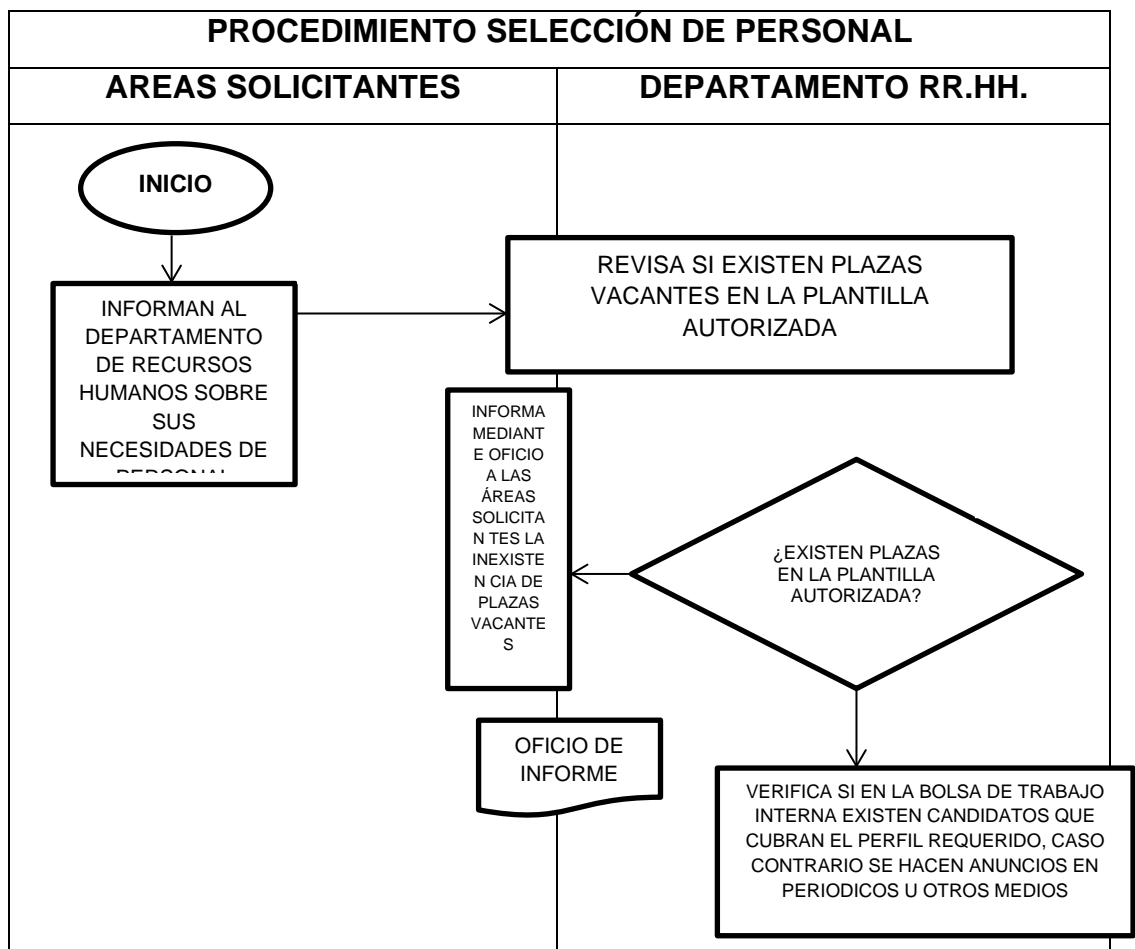 PROCEDIMIENTO SELECCIÓN DE PERSONAL
AREAS SOLICITANTES
DEPARTAMENTO RR.HH.
INICIO
INFORMAN AL
DEPARTAMENTO
DE RECURSOS
HUMANOS SOBRE
SUS
NECESIDADES DE
PERSONAL
REVISA SI EXISTEN PLAZAS
VACANTES EN LA PLANTILLA
AUTORIZADA
INFORMA
MEDIANT
E OFICIO
A LAS
ÁREAS
SOLICITA
N TES LA
INEXISTE
N CIA DE
PLAZAS
VACANTE
S
¿EXISTEN PLAZAS
EN LA PLANTILLA
AUTORIZADA?
OFICIO DE
INFORME
VERIFICA SI EN LA BOLSA DE TRABAJO
INTERNA EXISTEN CANDIDATOS QUE
CUBRAN EL PERFIL REQUERIDO, CASO
CONTRARIO SE HACEN ANUNCIOS EN
PERIODICOS U OTROS MEDIOS